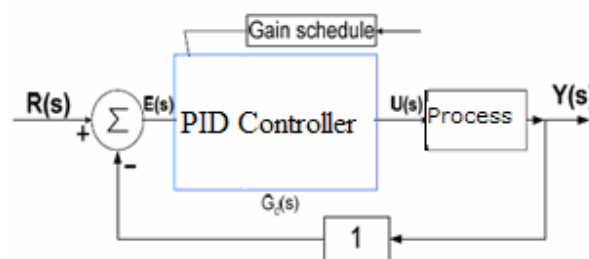 Gain schedule
R(s)
+
Σ
−
E(s)
PID Controller
U(s)
Process
Y(s)
Gc(s)
1